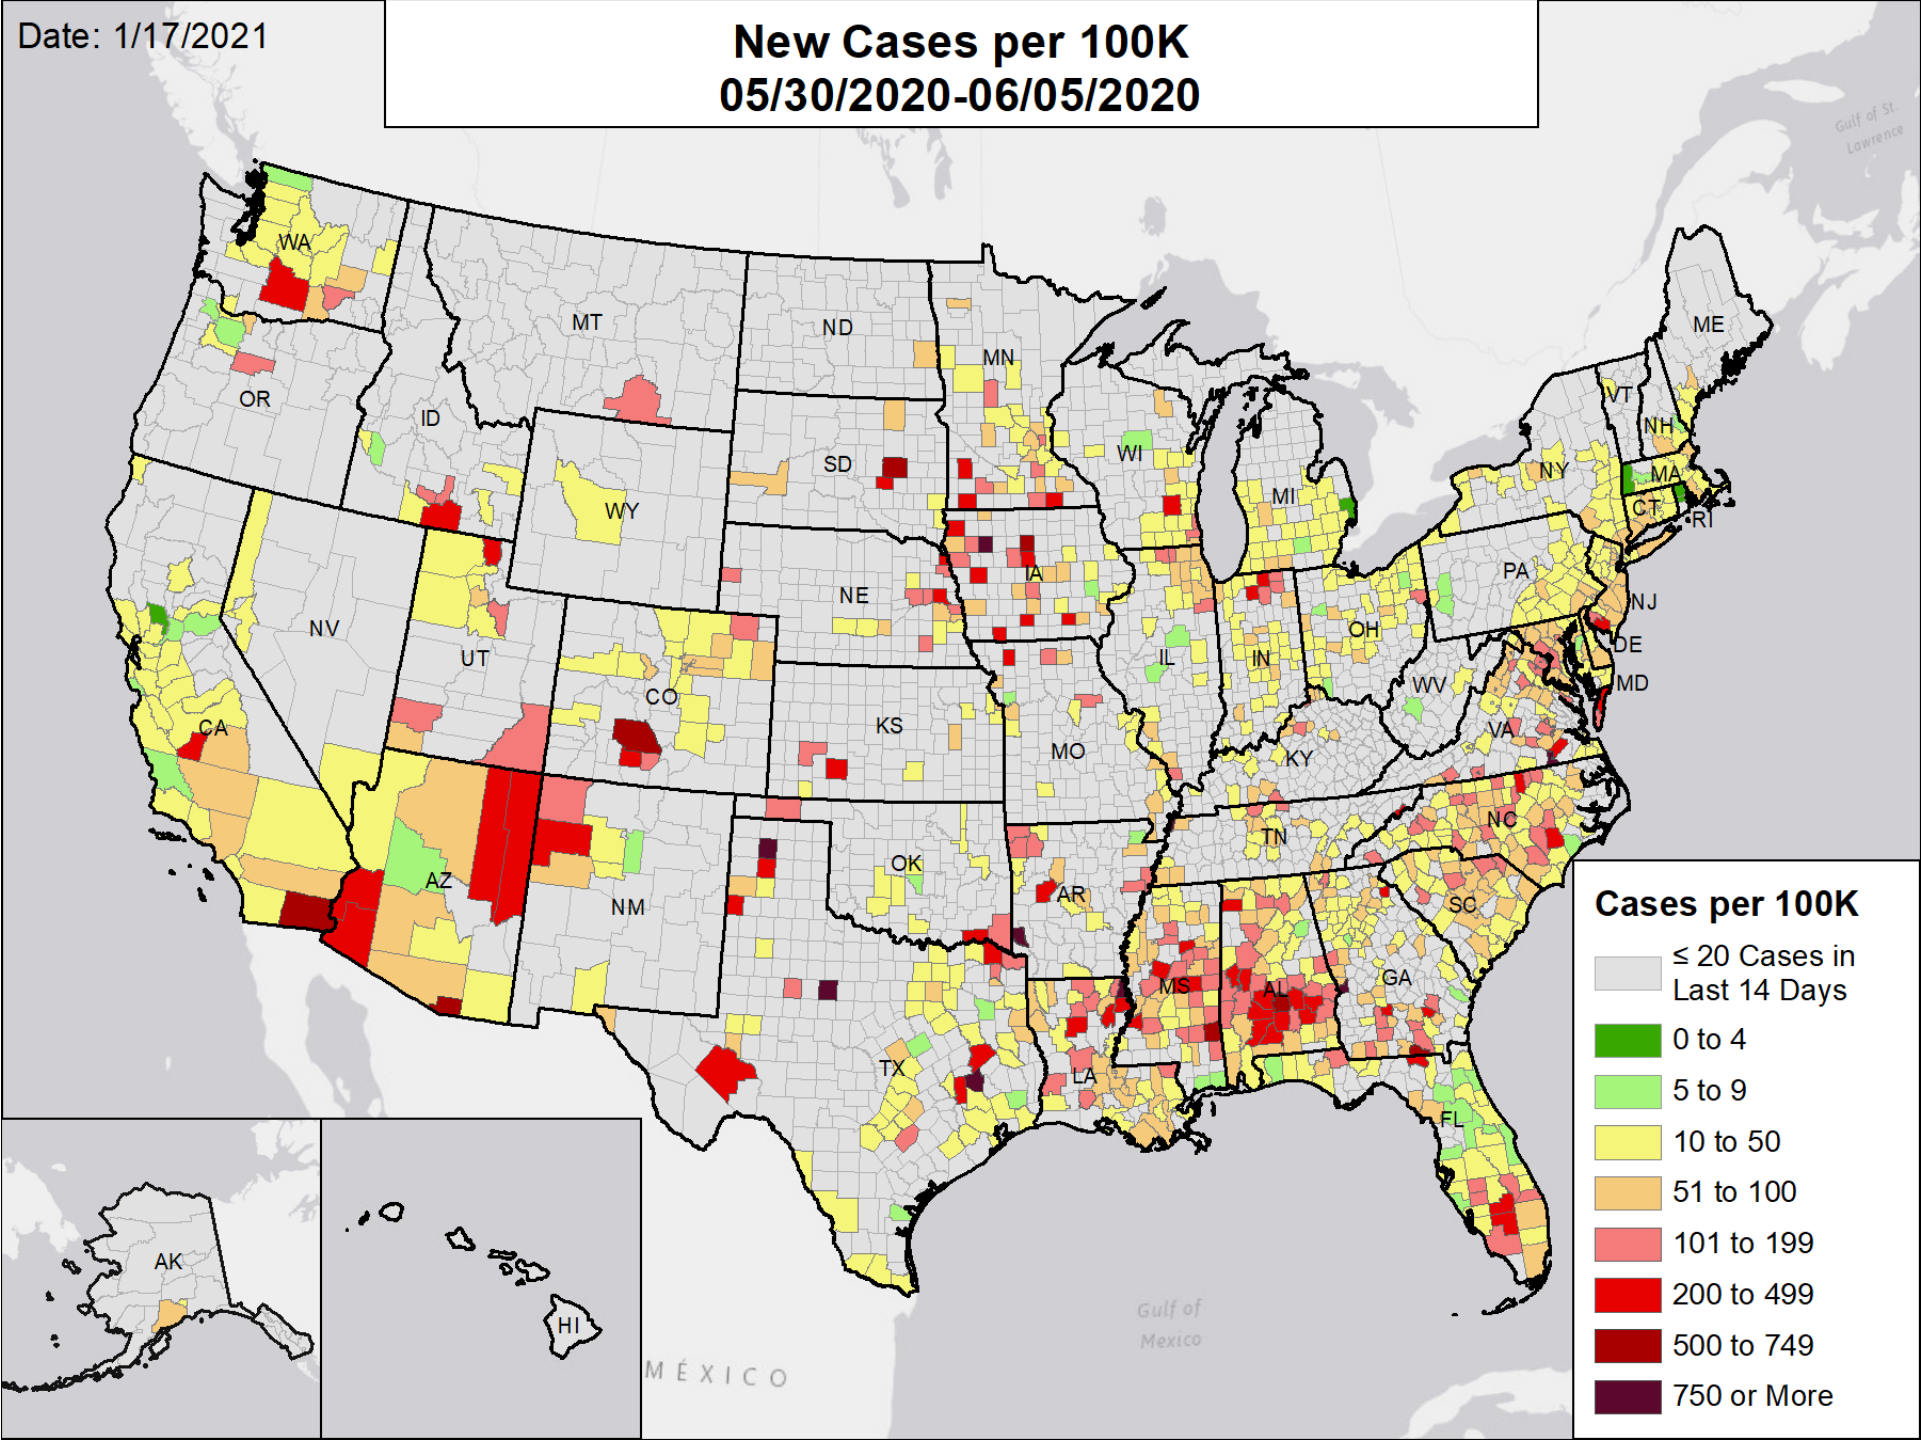 Date: 1/17/2021
New Cases per 100K
05/30/2020-06/05/2020
Gulf of St.
Lawrence
WA
MT
ND
MN
ME
OR
ID
SD
WI
VT
NH
WY
MI
NY
MA
CT
RI
NE
IA
PA
NV
UT
CO
IL
IN
OH
NJ
DE
MD
WV
CA
KS
MO
KY
VA
AZ
NM
OK
AR
TN
NC
SC
MS
AL
GA
TX
LA
FL
AK
HI
Gulf of
Mexico
MÉXICO
Cases per 100K
≤ 20 Cases in
Last 14 Days
0 to 4
5 to 9
10 to 50
51 to 100
101 to 199
200 to 499
500 to 749
750 or More